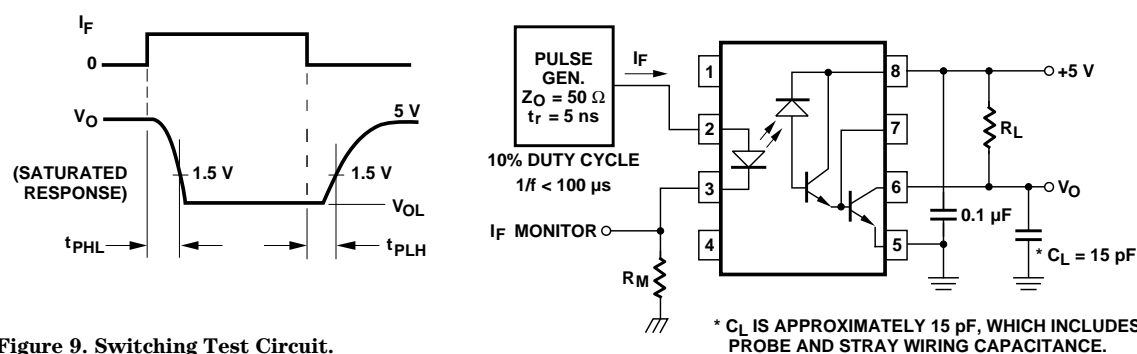 I_F
0
V_O
5 V
(SATURATED
RESPONSE)
1.5 V
1.5 V
V_OL
t_PHL
t_PLH
PULSE
GEN.
Z_O = 50 Ω
t_r = 5 ns
I_F
10% DUTY CYCLE
1/f < 100 µs
I_F MONITOR
R_M
1
2
3
4
8
7
6
5
+5 V
R_L
V_O
0.1 µF
* C_L = 15 pF
* C_L IS APPROXIMATELY 15 pF, WHICH INCLUDES
PROBE AND STRAY WIRING CAPACITANCE.
Figure 9. Switching Test Circuit.